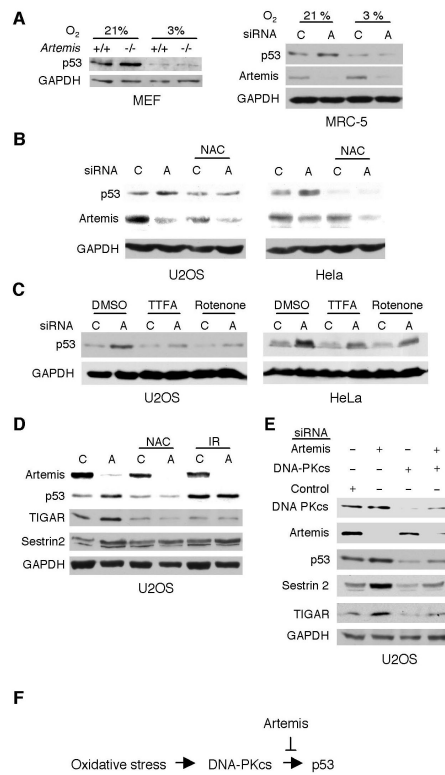 A
O2 21% 3%
Artemis +/+ -/- +/+ -/-
p53
GAPDH
MEF
O2 21 % 3 %
siRNA C A C A
p53
Artemis
GAPDH
MRC-5
B
NAC
siRNA C A C A
p53
Artemis
GAPDH
U2OS
NAC
C A C A
Hela
C
DMSO TTFA Rotenone
siRNA C A C A C A
p53
GAPDH
U2OS
DMSO TTFA Rotenone
C A C A C A
HeLa
D
NAC IR
C A C A C A
Artemis
p53
TIGAR
Sestrin2
GAPDH
U2OS
E
siRNA
Artemis – + – +
DNA-PKcs – – + +
Control + – – –
DNA PKcs
Artemis
p53
Sestrin 2
TIGAR
GAPDH
U2OS
F
Artemis
Oxidative stress DNA-PKcs p53